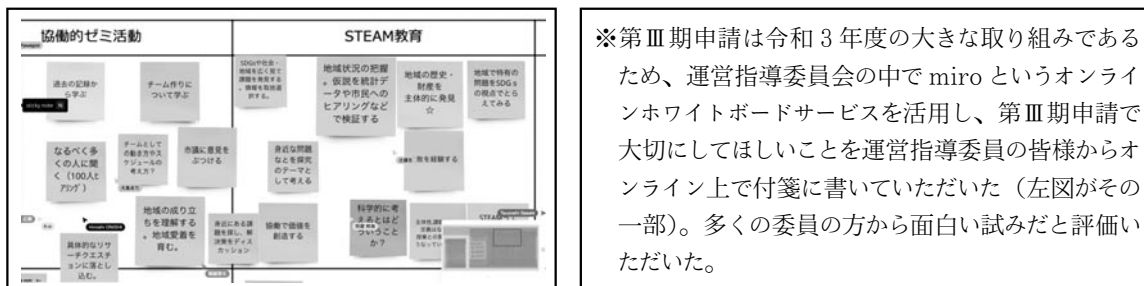 協働的ゼミ活動
STEAM教育
過去の記録か
ら学ぶ
チーム作りに
ついて学ぶ
SDGsや社会・
地域を広く見て
課題を発見する
。情報を取捨選
択する。
地域状況の把握
。仮説を統計デ
ータや市民への
ヒアリングなど
で検証する
地域の歴史・
財産を
主体的に発見
☆
地域で特有の
問題をSDGs
の視点でとら
えてみる
sticky note
なるべく多
くの人に聞
く（100人ヒ
アリング）
チームとして
の動き方やス
ケジュールの
考え方？
市議に意見を
ぶつける
身近な問題
などを探究
のテーマと
して考える
を経験する
地域の成り立
ちを理解する
。地域愛着を
育む。
身近にある課
題を探し、解
決策をディス
カッション
協働で価値を
創造する
科学的に考
えるとはど
ういうこと
か？
具体的なリサ
ーチクエスチ
ョンに落とし
込む。
※第Ⅲ期申請は令和 3 年度の大きな取り組みである
ため、運営指導委員会の中で miro というオンライ
ンホワイトボードサービスを活用し、第Ⅲ期申請で
大切にしてほしいことを運営指導委員の皆様からオ
ンライン上で付箋に書いていただいた（左図がその
一部）。多くの委員の方から面白い試みだと評価い
ただいた。